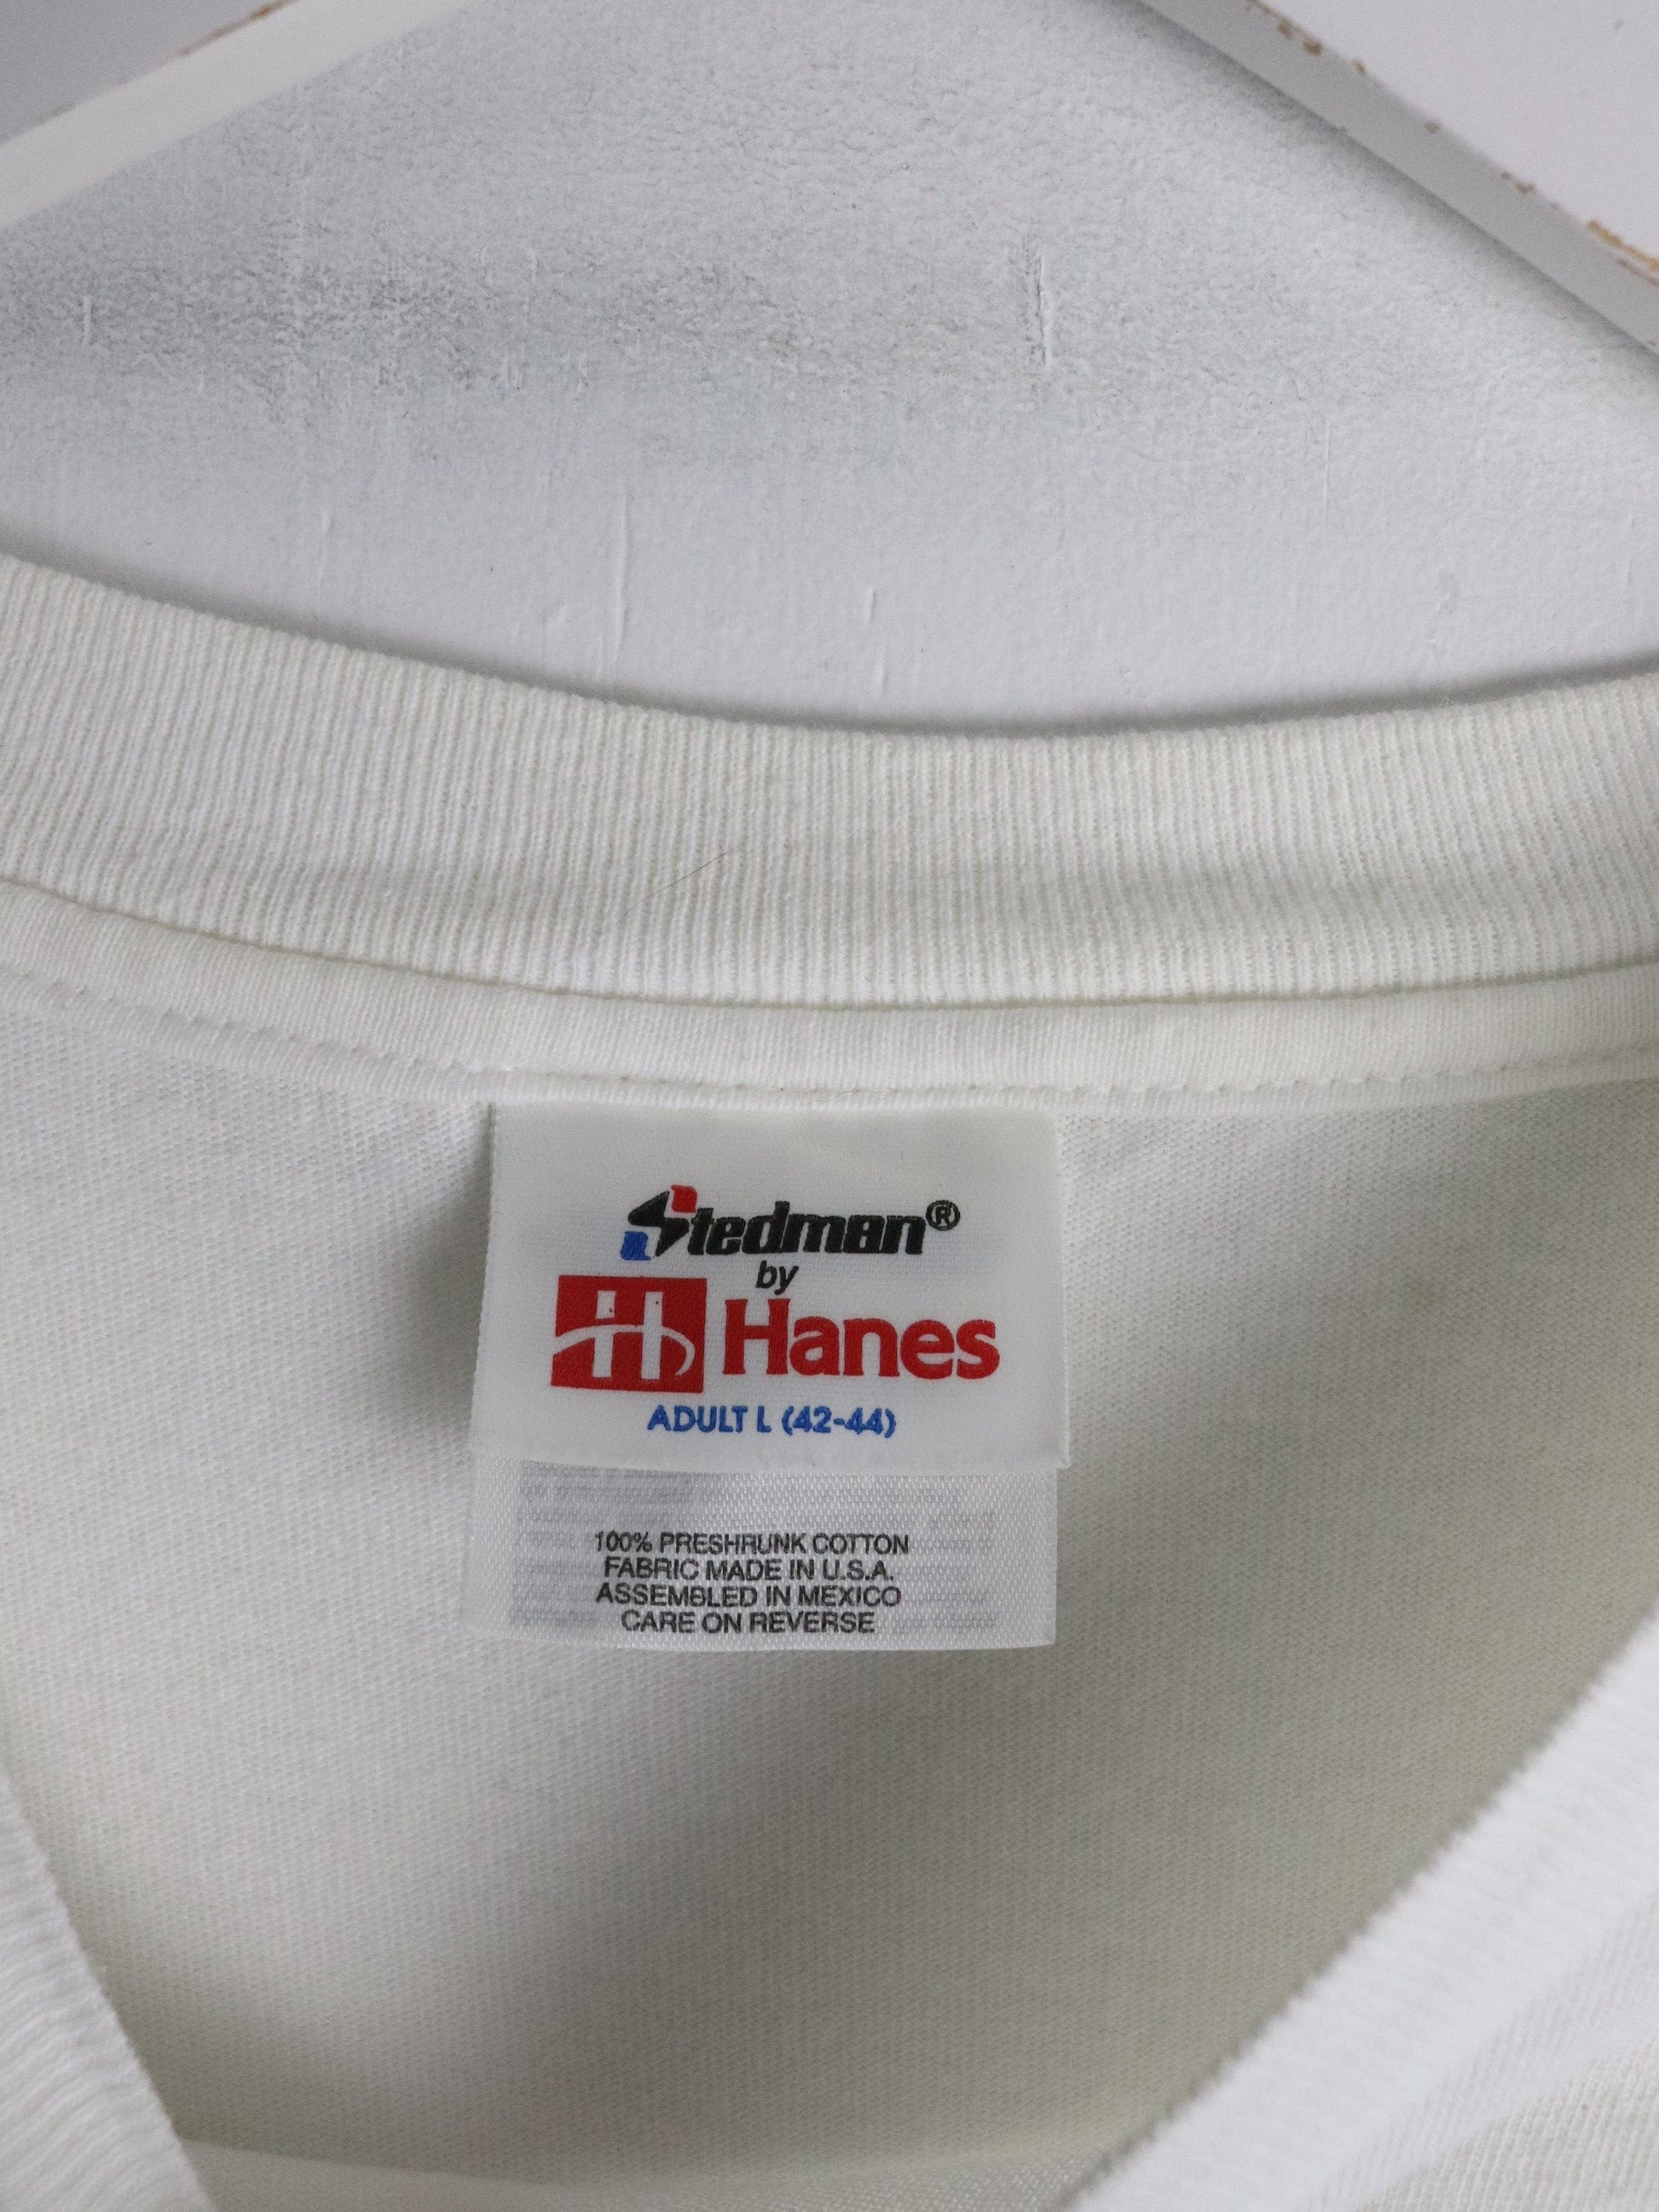 Stedman®
by
H Hanes
ADULT L (42-44)
100% PRESHRUNK COTTON
FABRIC MADE IN U.S.A.
ASSEMBLED IN MEXICO
CARE ON REVERSE